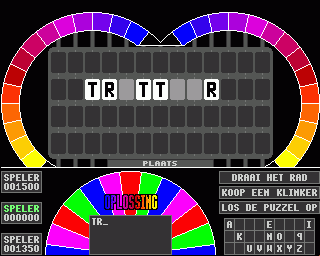 TR TT R
PLAATS
SPELER
001500
SPELER
000000
SPELER
001350
OPLOSSING
TR_
DRAAI HET RAD
KOOP EEN KLINKER
LOS DE PUZZEL OP
A E I
K N O Q
U V W X Y Z